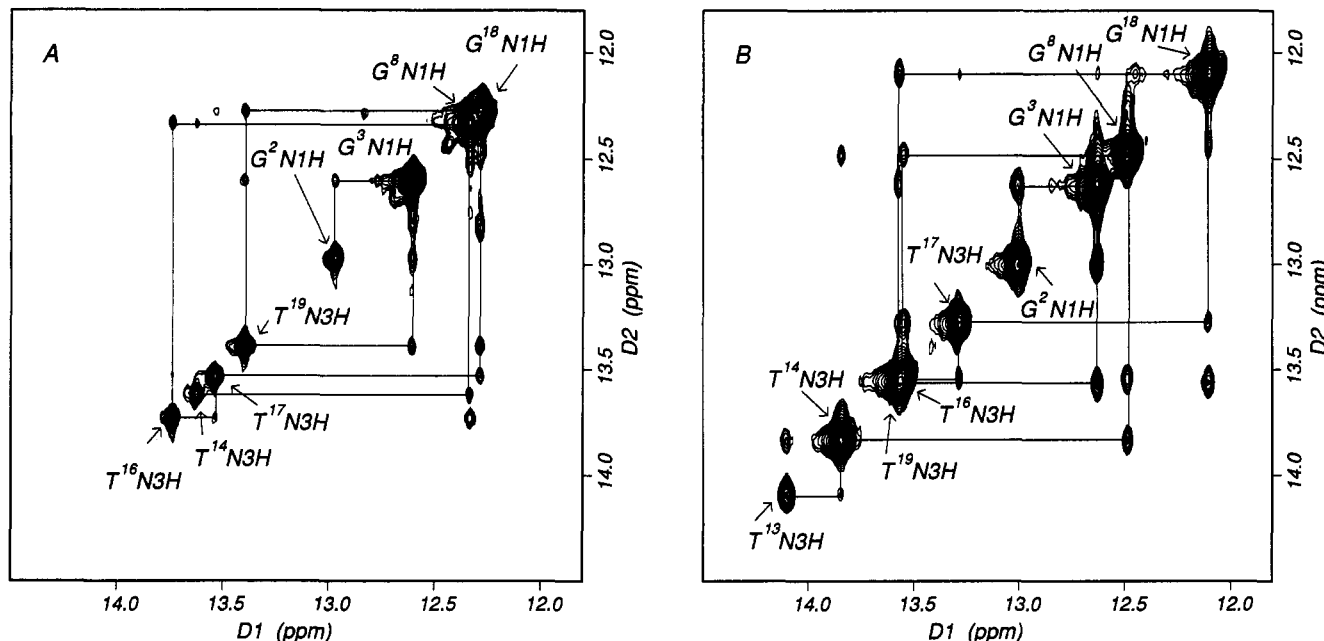 A
G18N1H
G8N1H
G3N1H
G2N1H
T19N3H
T17N3H
T14N3H
T16N3H
12.0
12.5
13.0
13.5
14.0
D2 (ppm)
14.0 13.5 13.0 12.5 12.0
D1 (ppm)
B
G18N1H
G8N1H
G3N1H
T17N3H
G2N1H
T14N3H
T16N3H
T19N3H
T13N3H
12.0
12.5
13.0
13.5
14.0
D2 (ppm)
14.0 13.5 13.0 12.5 12.0
D1 (ppm)